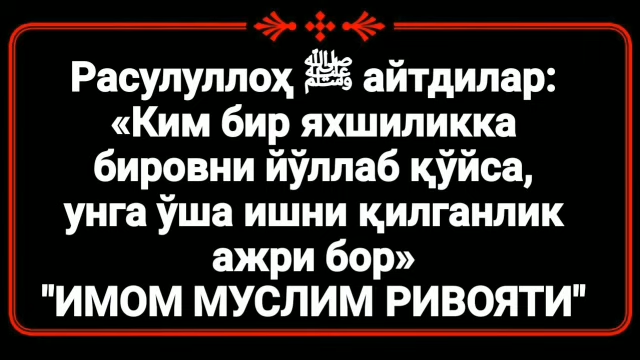 Расулуллоҳ ﷺ айтдилар:
«Ким бир яхшиликка
бировни йўллаб қўйса,
унга ўша ишни қилганлик
ажри бор»
"ИМОМ МУСЛИМ РИВОЯТИ"